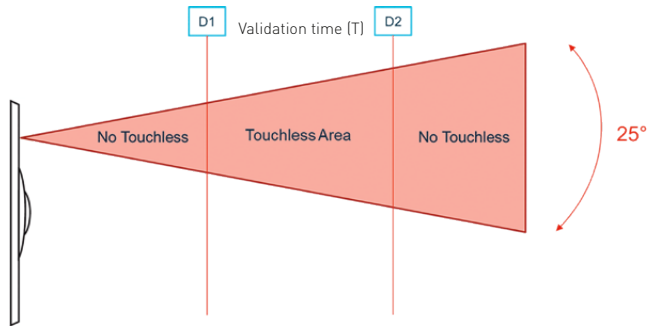 D1
Validation time (T)
D2
No Touchless
Touchless Area
No Touchless
25°